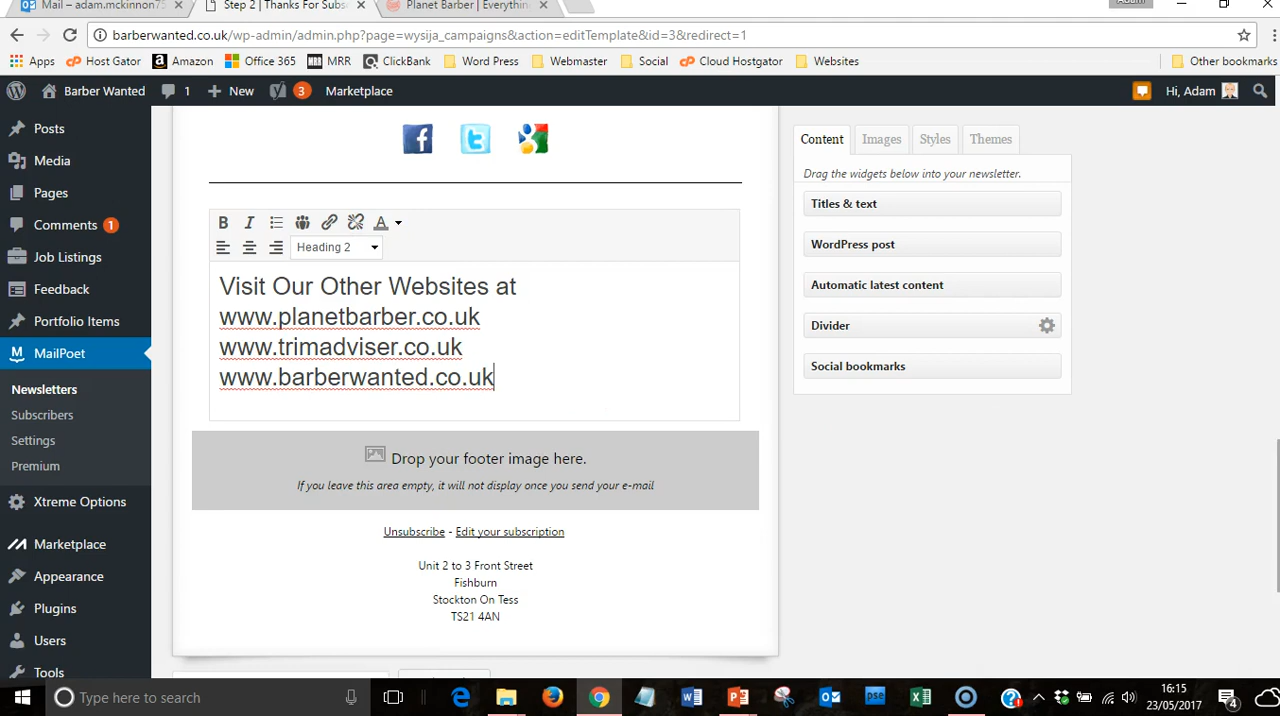 Mail – adam.mckinnon75
Step 2 | Thanks For Subs
Planet Barber | Everythin
Adam
barberwanted.co.uk/wp-admin/admin.php?page=wysija_campaigns&action=editTemplate&id=3&redirect=1
Apps Host Gator Amazon Office 365 MRR ClickBank Word Press Webmaster Social Cloud Hostgator Websites Other bookmarks
Barber Wanted 1 New 3 Marketplace Hi, Adam
Posts
Media
Pages
Comments 1
Job Listings
Feedback
Portfolio Items
MailPoet
Newsletters
Subscribers
Settings
Premium
Xtreme Options
Marketplace
Appearance
Plugins
Users
Tools
B I A
Heading 2
Visit Our Other Websites at
www.planetbarber.co.uk
www.trimadviser.co.uk
www.barberwanted.co.uk
Drop your footer image here.
If you leave this area empty, it will not display once you send your e-mail
Unsubscribe - Edit your subscription
Unit 2 to 3 Front Street
Fishburn
Stockton On Tess
TS21 4AN
Content Images Styles Themes
Drag the widgets below into your newsletter.
Titles & text
WordPress post
Automatic latest content
Divider
Social bookmarks
Type here to search
16:15
23/05/2017
4